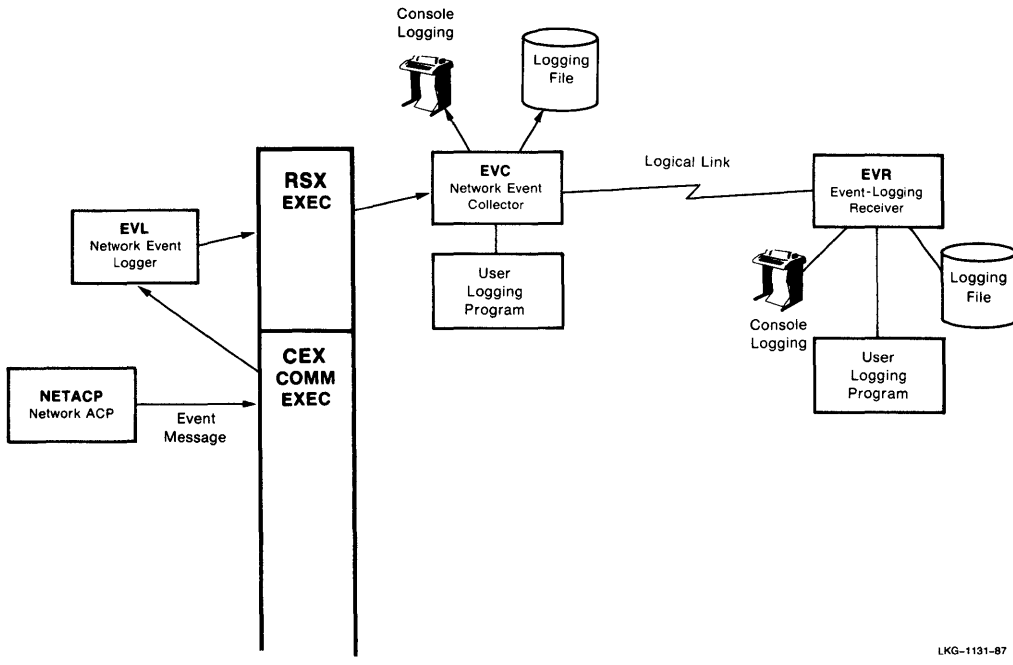 Console
Logging
Logging
File
RSX
EXEC
EVC
Network Event
Collector
Logical Link
EVR
Event-Logging
Receiver
EVL
Network Event
Logger
User
Logging
Program
Console
Logging
Logging
File
CEX
COMM
EXEC
User
Logging
Program
NETACP
Network ACP
Event
Message
LKG-1131-87